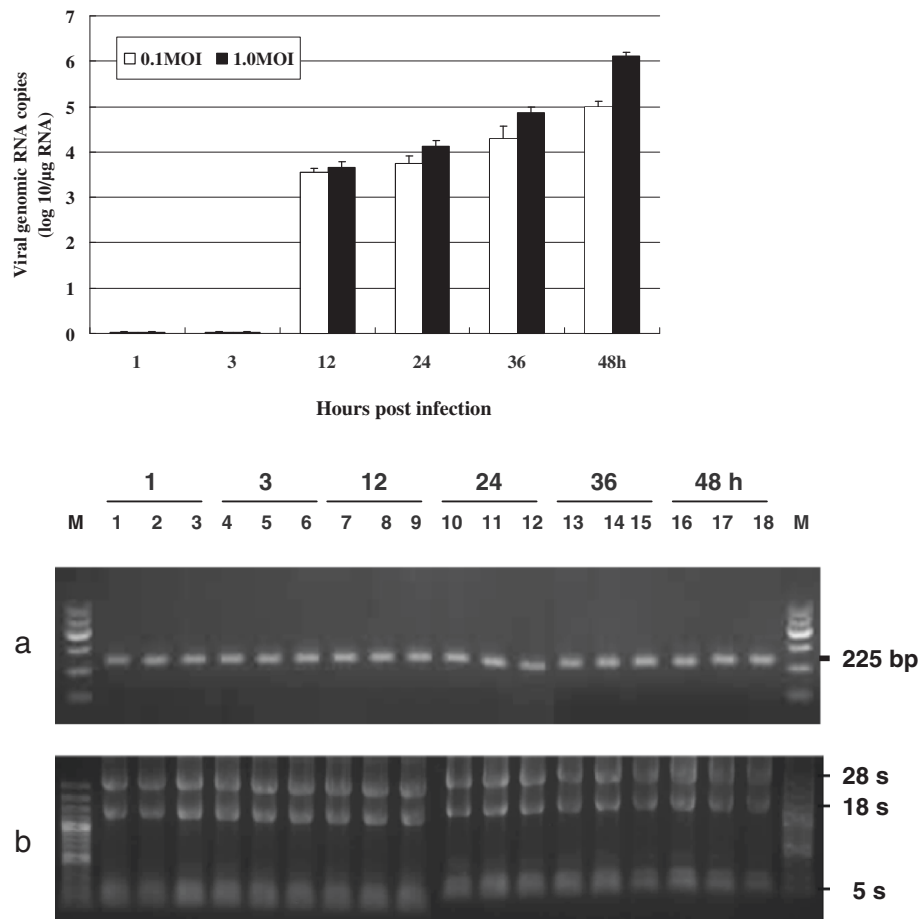 7
6
5
4
3
2
1
0
Viral genomic RNA copies
(log 10/µg RNA)
0.1MOI 1.0MOI
1 3 12 24 36 48h
Hours post infection
1 3 12 24 36 48 h
M 1 2 3 4 5 6 7 8 9 10 11 12 13 14 15 16 17 18 M
a
225 bp
b
28 s
18 s
5 s